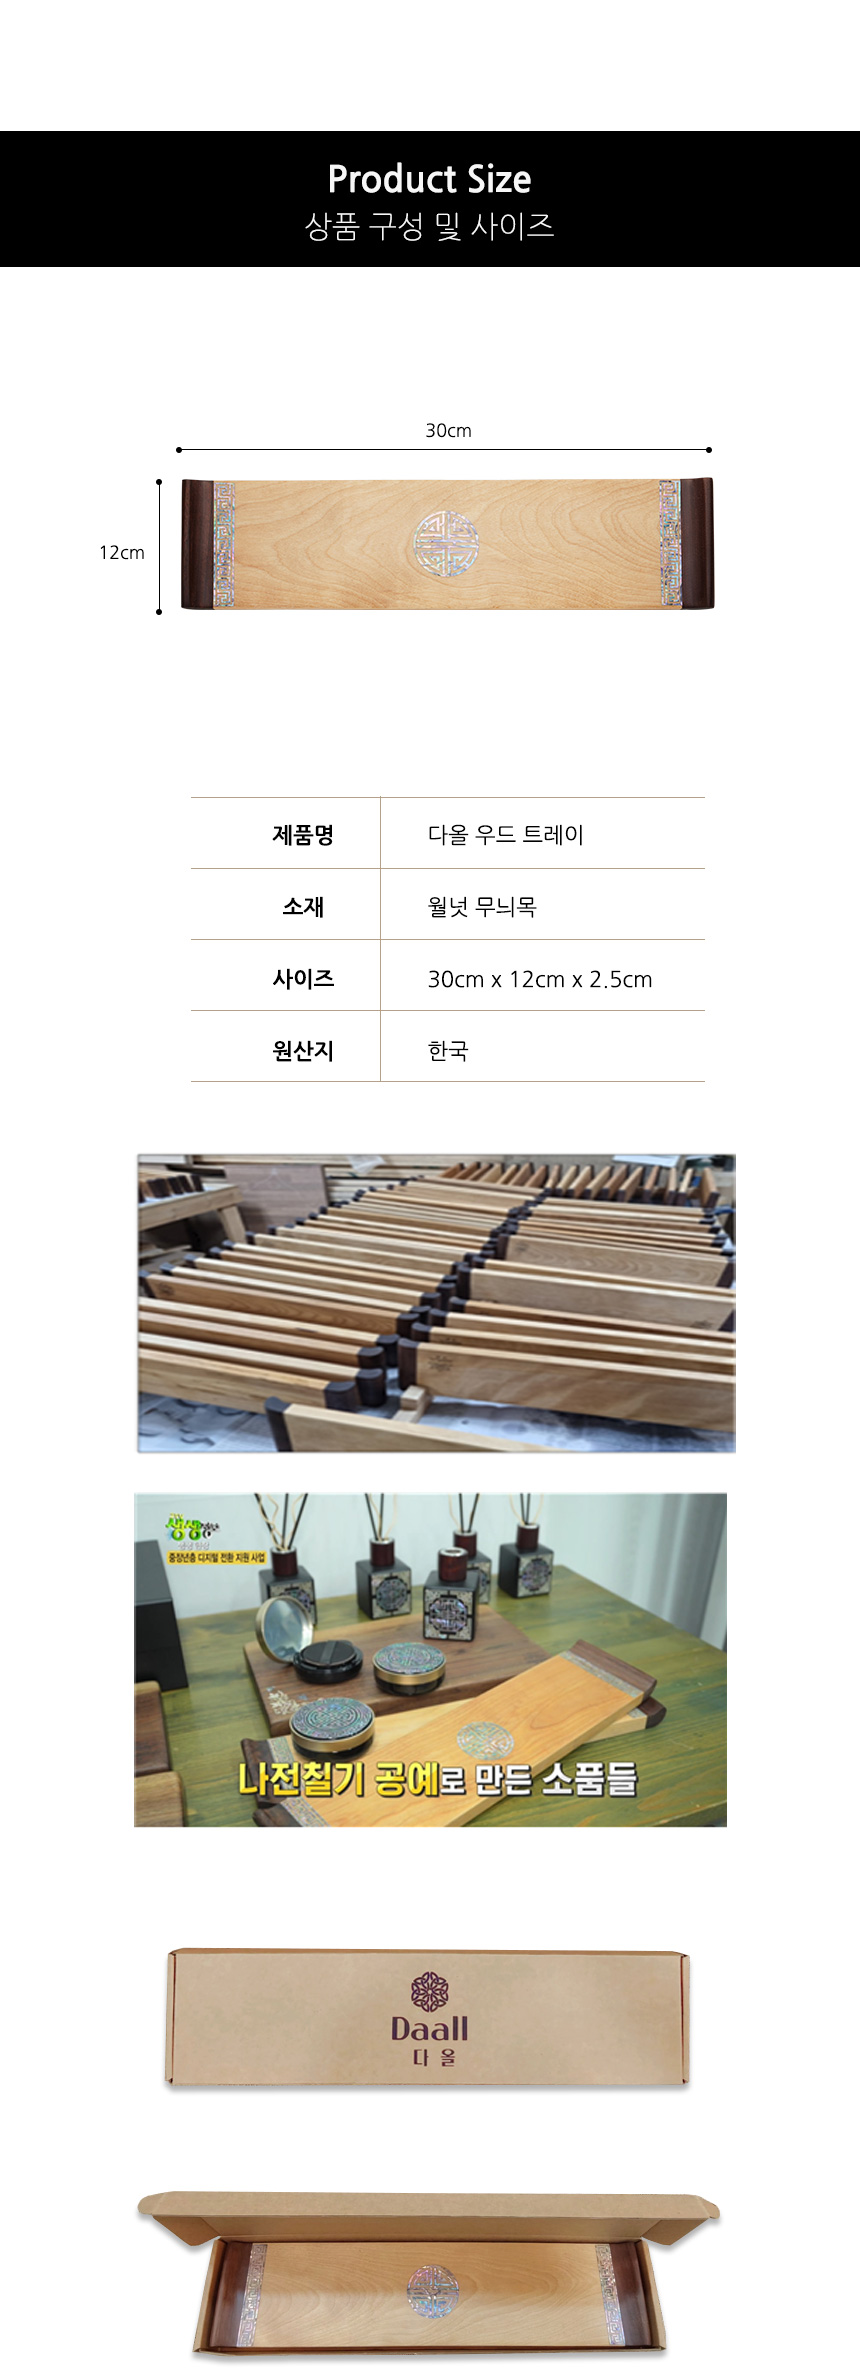 Product Size
상품 구성 및 사이즈
30cm
12cm
제품명 다올 우드 트레이
소재 월넛 무늬목
사이즈 30cm x 12cm x 2.5cm
원산지 한국
생생정보
중장년층 디지털 전환 지원 사업
나전칠기 공예로 만든 소품들
Daall
다올